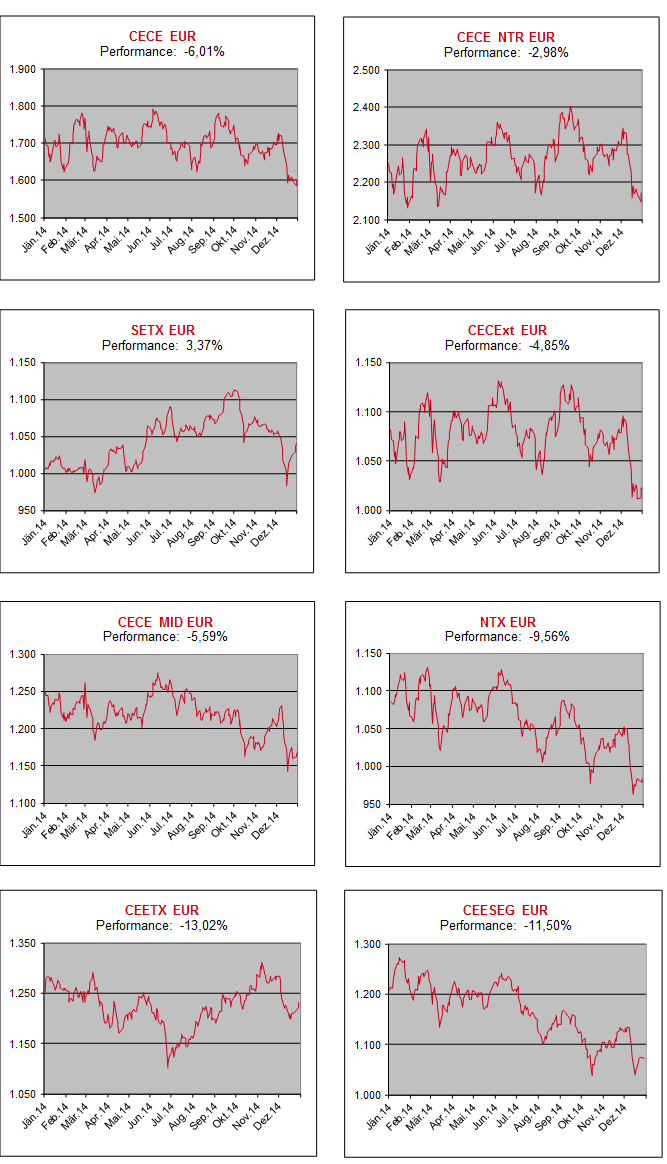 CECE EUR
Performance: -6,01%
1.900
1.800
1.700
1.600
1.500
Jän.14 Feb.14 Mär.14 Apr.14 Mai.14 Jun.14 Jul.14 Aug.14 Sep.14 Okt.14 Nov.14 Dez.14
CECE NTR EUR
Performance: -2,98%
2.500
2.400
2.300
2.200
2.100
Jän.14 Feb.14 Mär.14 Apr.14 Mai.14 Jun.14 Jul.14 Aug.14 Sep.14 Okt.14 Nov.14 Dez.14
SETX EUR
Performance: 3,37%
1.150
1.100
1.050
1.000
950
Jän.14 Feb.14 Mär.14 Apr.14 Mai.14 Jun.14 Jul.14 Aug.14 Sep.14 Okt.14 Nov.14 Dez.14
CECExt EUR
Performance: -4,85%
1.150
1.100
1.050
1.000
Jän.14 Feb.14 Mär.14 Apr.14 Mai.14 Jun.14 Jul.14 Aug.14 Sep.14 Okt.14 Nov.14 Dez.14
CECE MID EUR
Performance: -5,59%
1.300
1.250
1.200
1.150
1.100
Jän.14 Feb.14 Mär.14 Apr.14 Mai.14 Jun.14 Jul.14 Aug.14 Sep.14 Okt.14 Nov.14 Dez.14
NTX EUR
Performance: -9,56%
1.150
1.100
1.050
1.000
950
Jän.14 Feb.14 Mär.14 Apr.14 Mai.14 Jun.14 Jul.14 Aug.14 Sep.14 Okt.14 Nov.14 Dez.14
CEETX EUR
Performance: -13,02%
1.350
1.250
1.150
1.050
Jän.14 Feb.14 Mär.14 Apr.14 Mai.14 Jun.14 Jul.14 Aug.14 Sep.14 Okt.14 Nov.14 Dez.14
CEESEG EUR
Performance: -11,50%
1.300
1.200
1.100
1.000
Jän.14 Feb.14 Mär.14 Apr.14 Mai.14 Jun.14 Jul.14 Aug.14 Sep.14 Okt.14 Nov.14 Dez.14